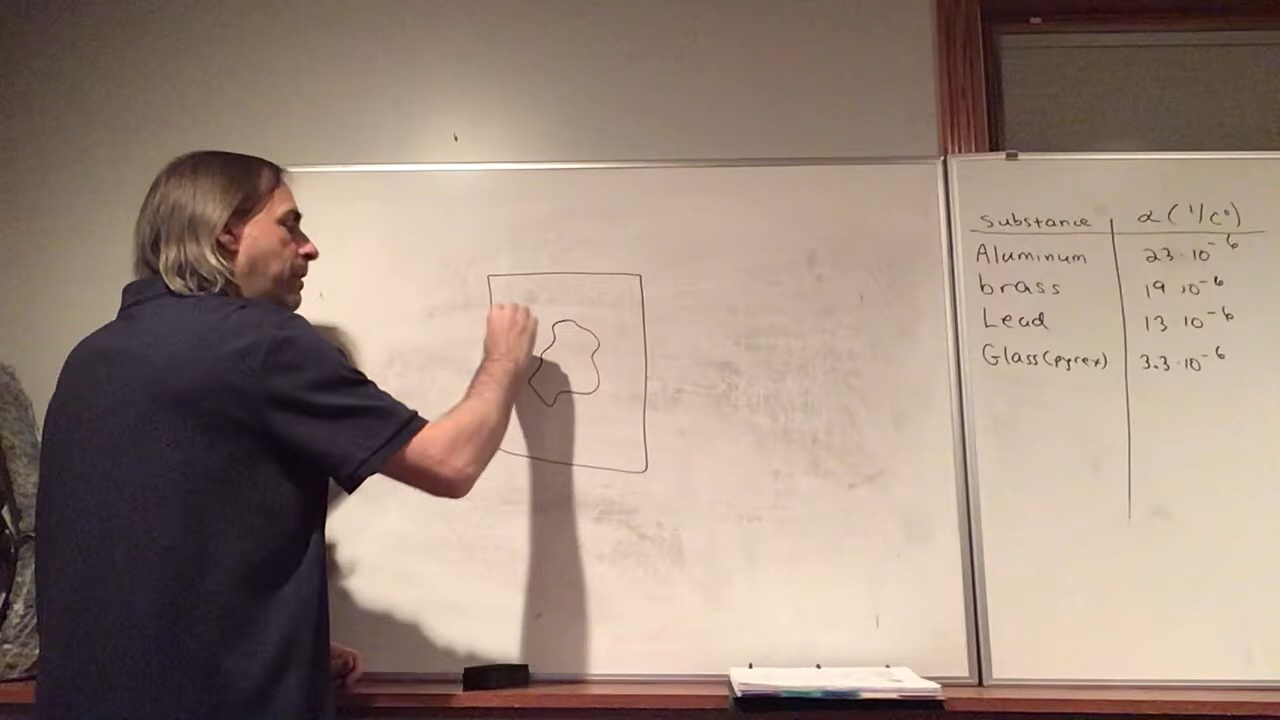 Substance α ( 1/c° )
Aluminum 23 · 10⁻⁶
brass 19 · 10⁻⁶
Lead 13 10⁻⁶
Glass (pyrex) 3.3 · 10⁻⁶